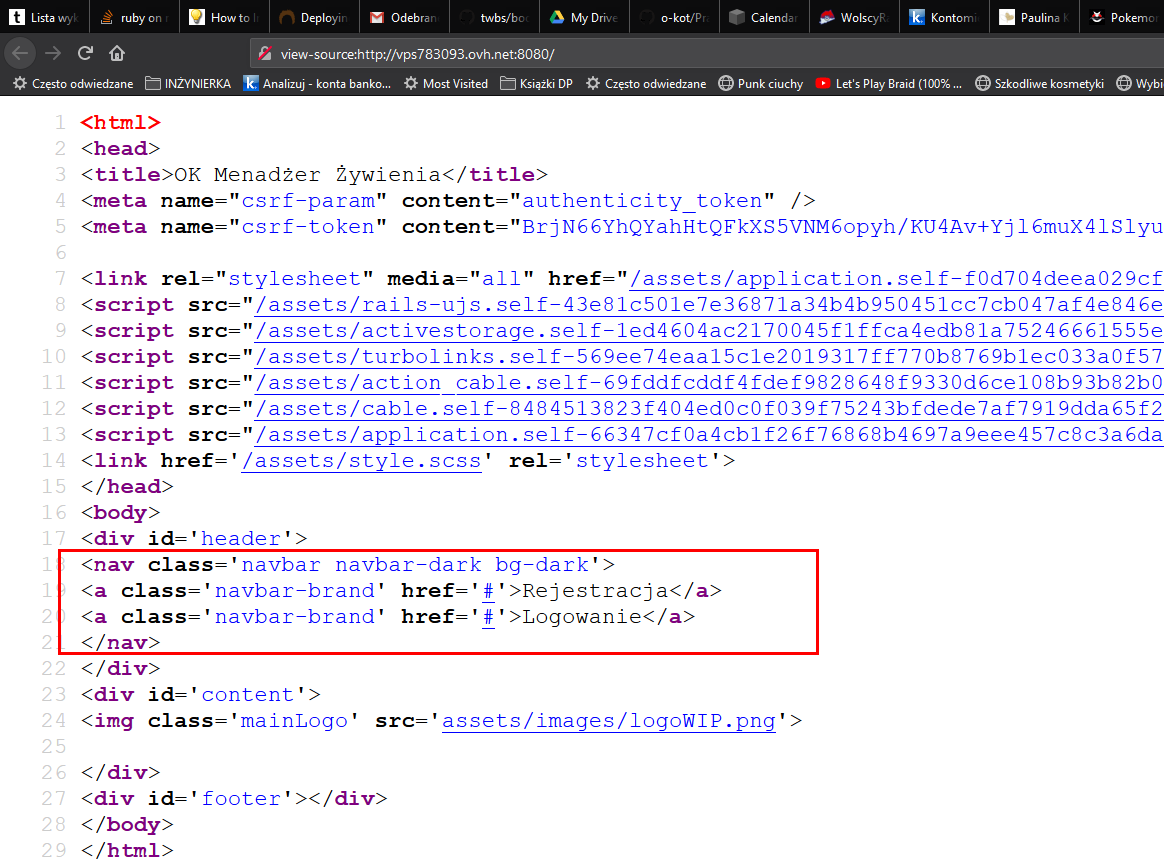 Lista wyk ruby on r How to Ir Deployin Odebran twbs/boo My Drive o-kot/Pra Calendar WolscyRa Kontomi Paulina K Pokemon
view-source:http://vps783093.ovh.net:8080/
Często odwiedzane INŻYNIERKA Analizuj - konta banko... Most Visited Książki DP Często odwiedzane Punk ciuchy Let's Play Braid (100% ... Szkodliwe kosmetyki Wybi
1 <html>
2 <head>
3 <title>OK Menadżer Żywienia</title>
4 <meta name="csrf-param" content="authenticity_token" />
5 <meta name="csrf-token" content="BrjN66YhQYahHtQFkXS5VNM6opyh/KU4Av+Yjl6muX4lSlyu
6
7 <link rel="stylesheet" media="all" href="/assets/application.self-f0d704deea029cf
8 <script src="/assets/rails-ujs.self-43e81c501e7e36871a34b4b950451cc7cb047af4e846e
9 <script src="/assets/activestorage.self-1ed4604ac2170045f1ffca4edb81a75246661555e
10 <script src="/assets/turbolinks.self-569ee74eaa15c1e2019317ff770b8769b1ec033a0f57
11 <script src="/assets/action_cable.self-69fddfcddf4fdef9828648f9330d6ce108b93b82b0
12 <script src="/assets/cable.self-8484513823f404ed0c0f039f75243bfdede7af7919dda65f2
13 <script src="/assets/application.self-66347cf0a4cb1f26f76868b4697a9eee457c8c3a6da
14 <link href='/assets/style.scss' rel='stylesheet'>
15 </head>
16 <body>
17 <div id='header'>
18 <nav class='navbar navbar-dark bg-dark'>
19 <a class='navbar-brand' href='#'>Rejestracja</a>
20 <a class='navbar-brand' href='#'>Logowanie</a>
21 </nav>
22 </div>
23 <div id='content'>
24 <img class='mainLogo' src='assets/images/logoWIP.png'>
25
26 </div>
27 <div id='footer'></div>
28 </body>
29 </html>